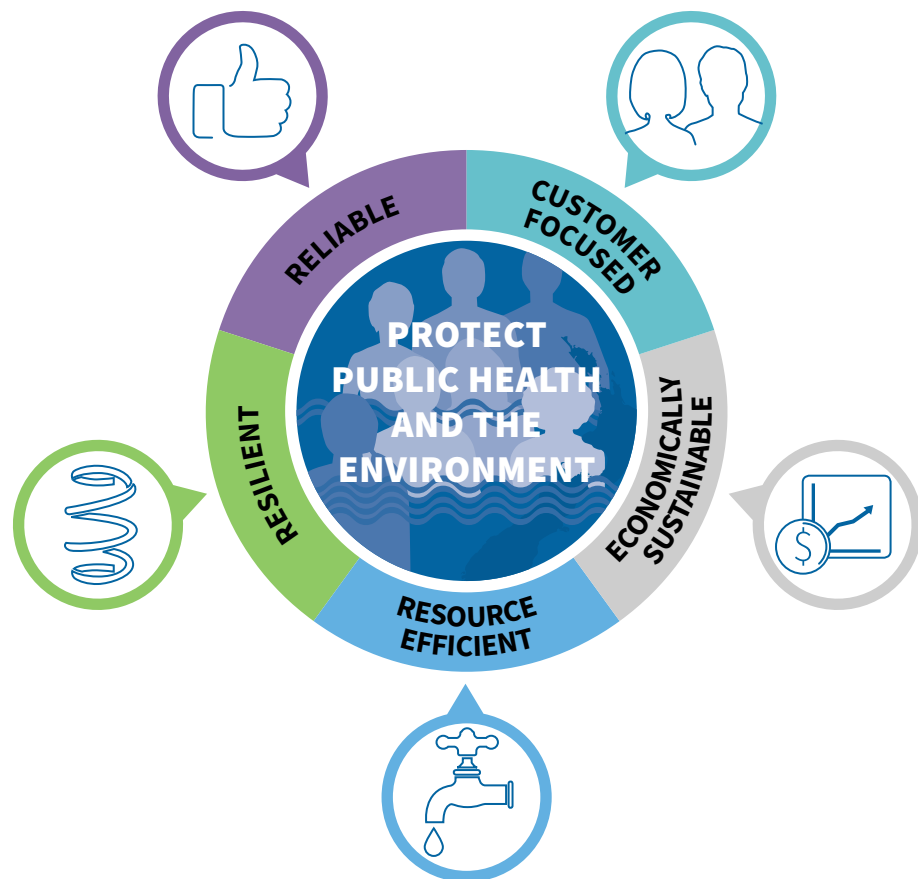 RELIABLE
CUSTOMER
FOCUSED
PROTECT
PUBLIC HEALTH
AND THE
ENVIRONMENT
RESILIENT
ECONOMICALLY
SUSTAINABLE
$
RESOURCE
EFFICIENT